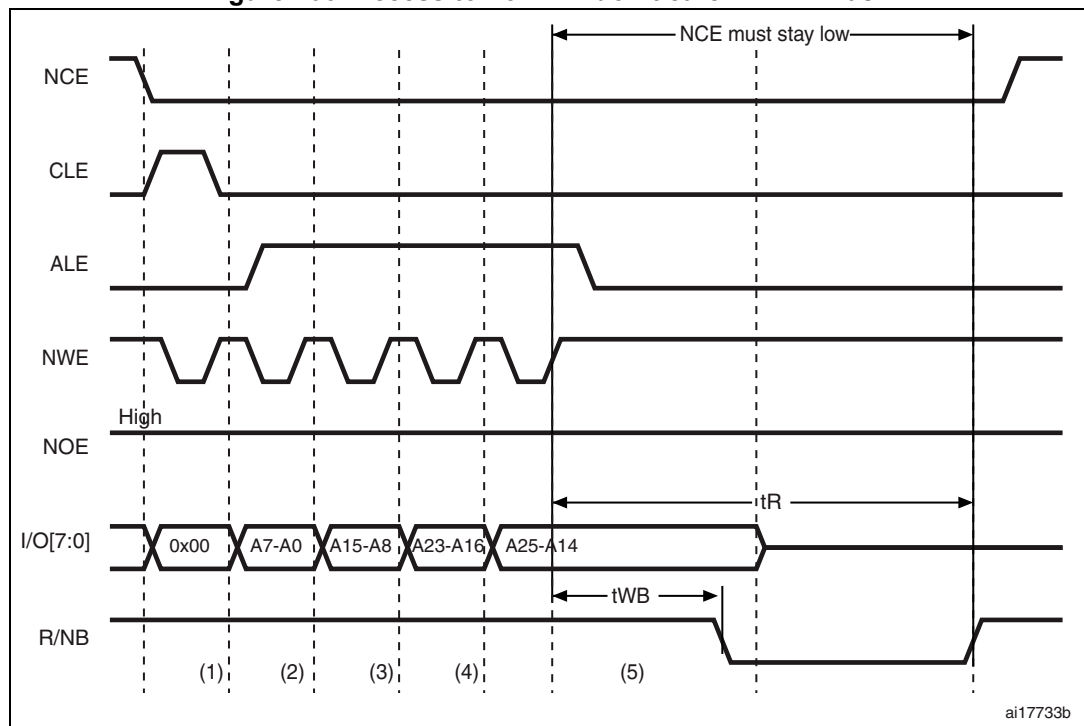 NCE must stay low
NCE
CLE
ALE
NWE
High
NOE
tR
I/O[7:0]
0x00
A7-A0
A15-A8
A23-A16
A25-A14
tWB
R/NB
(1)
(2)
(3)
(4)
(5)
ai17733b